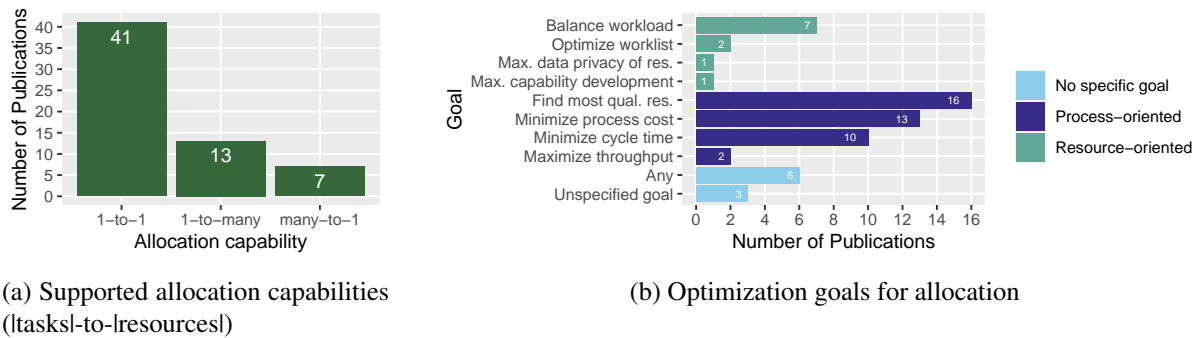 Number of Publications
40
35
30
25
20
15
10
5
0
41
13
7
1−to−1
1−to−many
many−to−1
Allocation capability
(a) Supported allocation capabilities
(|tasks|-to-|resources|)
Goal
Balance workload
7
Optimize worklist
2
Max. data privacy of res.
1
Max. capability development
1
Find most qual. res.
16
Minimize process cost
13
Minimize cycle time
10
Maximize throughput
2
Any
6
Unspecified goal
3
0 2 4 6 8 10 12 14 16
Number of Publications
No specific goal
Process−oriented
Resource−oriented
(b) Optimization goals for allocation